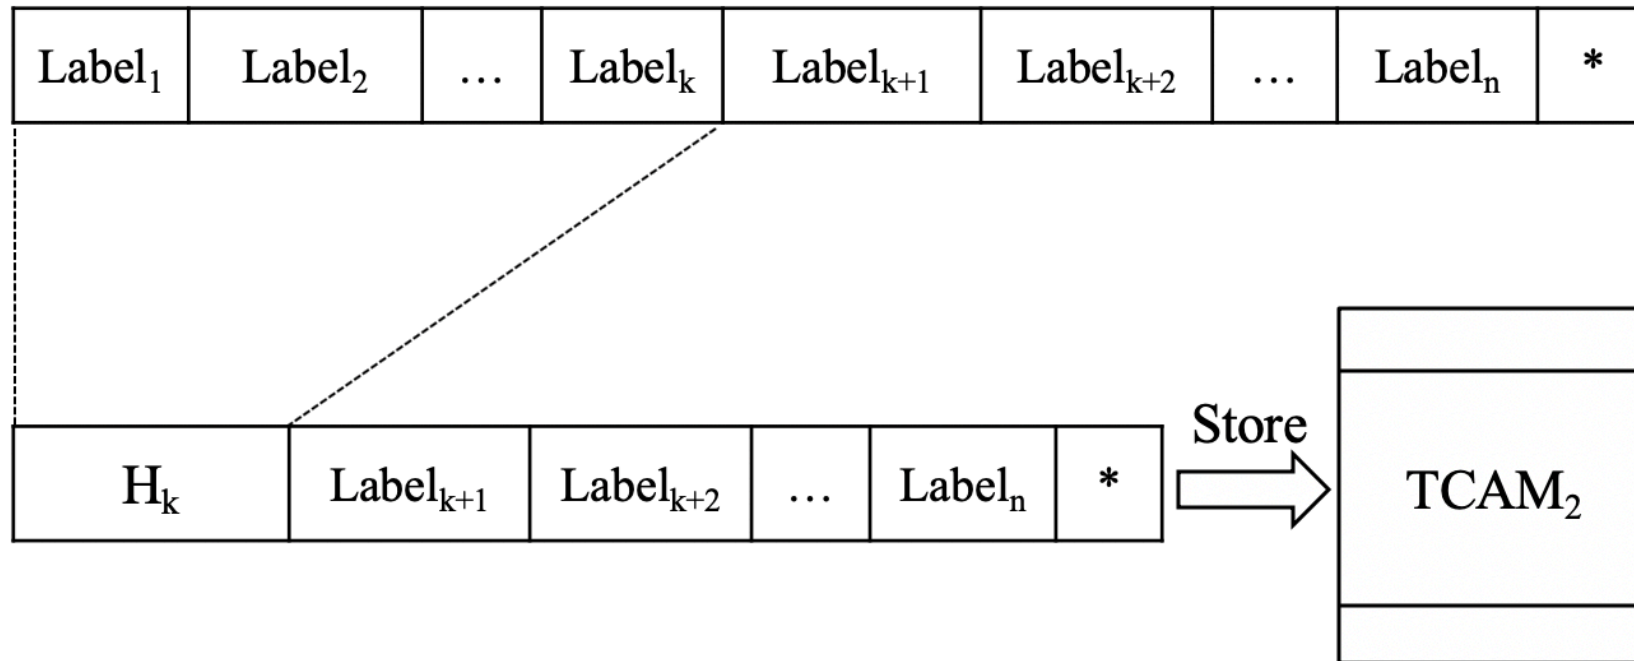 Label₁ Label₂ … Labelₖ Labelₖ₊₁ Labelₖ₊₂ … Labelₙ *
Store
Hₖ Labelₖ₊₁ Labelₖ₊₂ … Labelₙ * TCAM₂